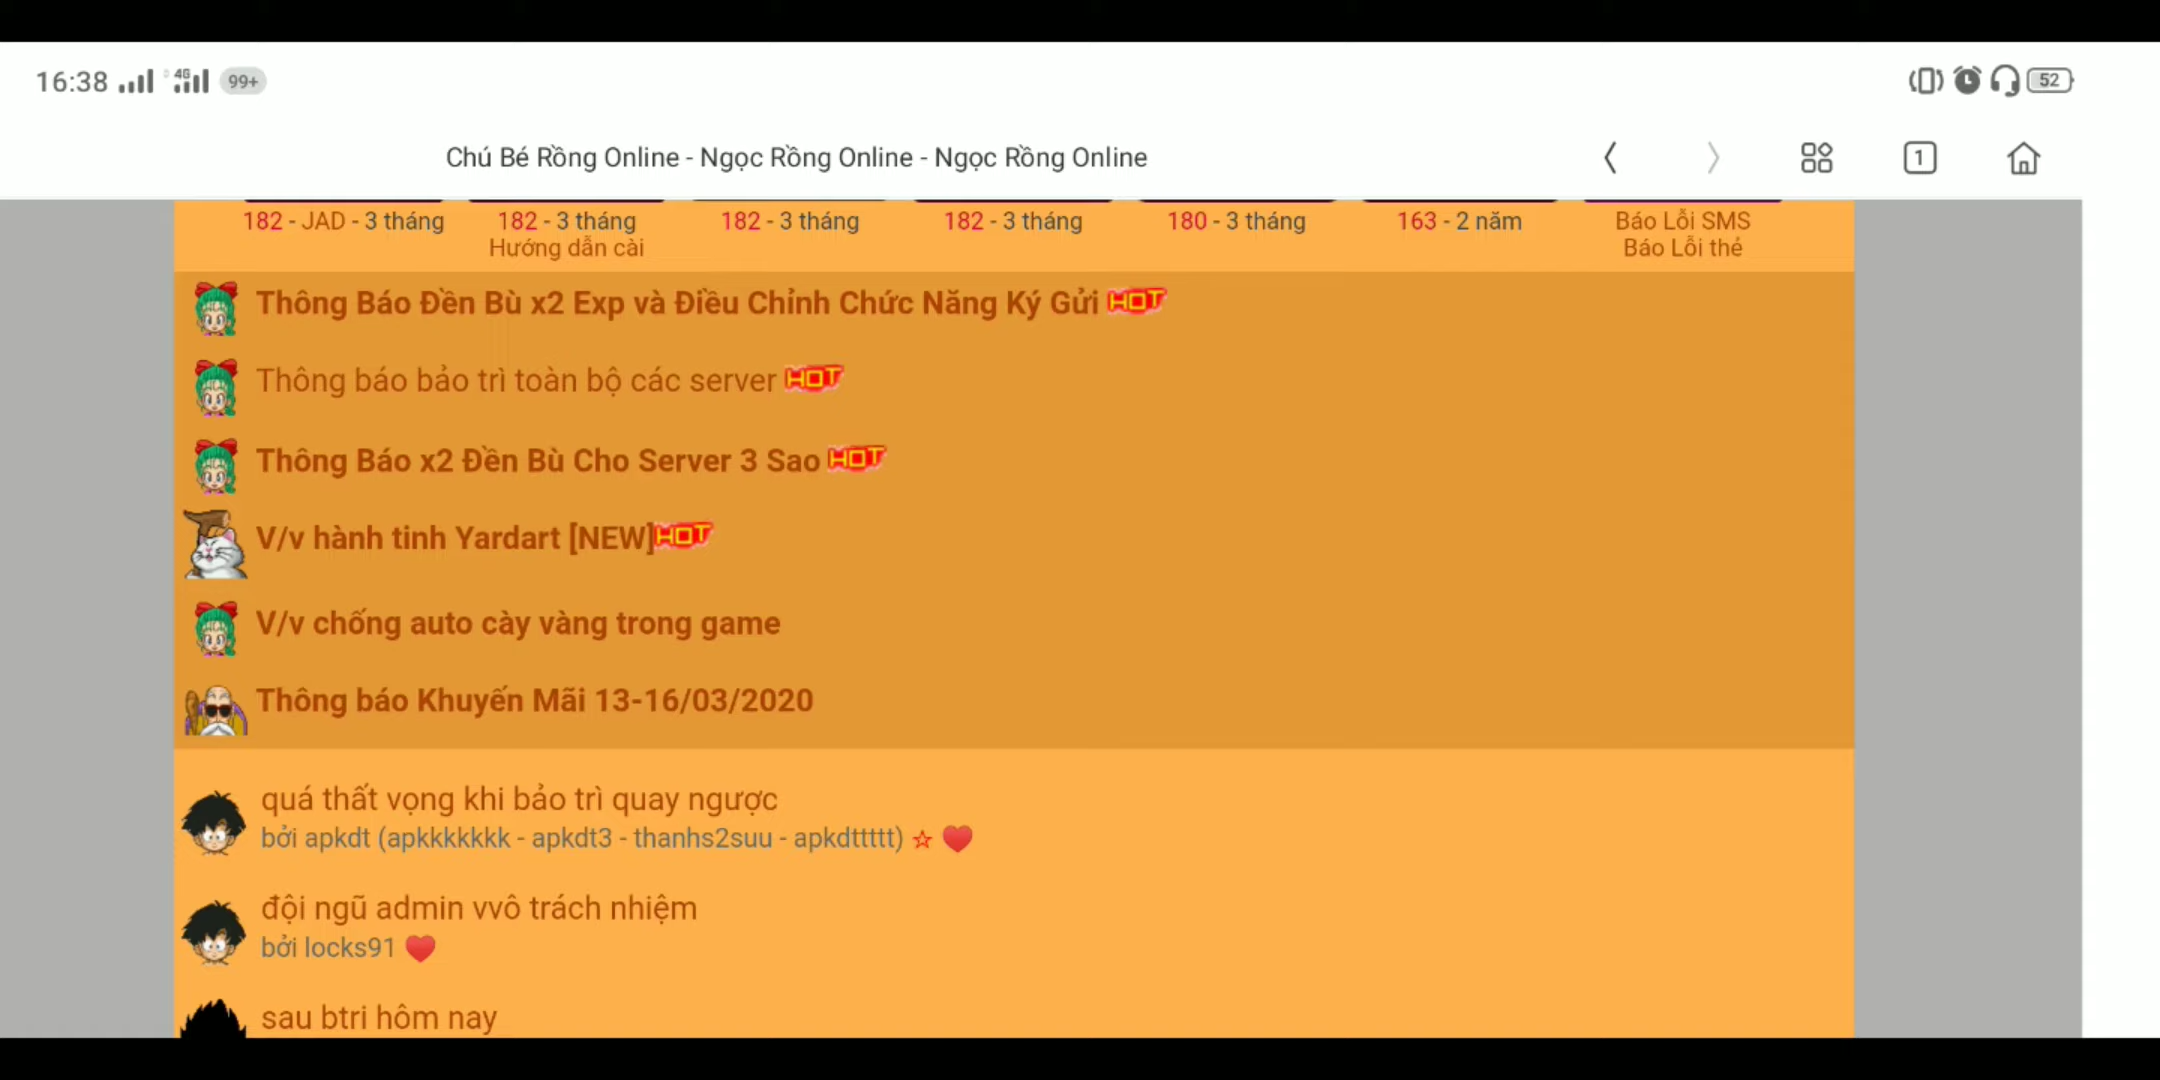 16:38 4G 99+ 52
Chú Bé Rồng Online - Ngọc Rồng Online - Ngọc Rồng Online 1
182 - JAD - 3 tháng 182 - 3 tháng 182 - 3 tháng 182 - 3 tháng 180 - 3 tháng 163 - 2 năm Báo Lỗi SMS
Hướng dẫn cài Báo Lỗi thẻ
Thông Báo Đền Bù x2 Exp và Điều Chỉnh Chức Năng Ký Gửi HOT
Thông báo bảo trì toàn bộ các server HOT
Thông Báo x2 Đền Bù Cho Server 3 Sao HOT
V/v hành tinh Yardart [NEW]HOT
V/v chống auto cày vàng trong game
Thông báo Khuyến Mãi 13-16/03/2020
quá thất vọng khi bảo trì quay ngược
bởi apkdt (apkkkkkkk - apkdt3 - thanhs2suu - apkdttttt) ☆ ♥
đội ngũ admin vvô trách nhiệm
bởi locks91 ♥
sau btri hôm nay